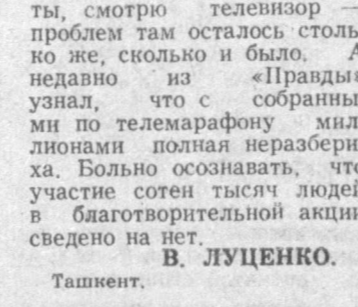 ты, смотрю телевизор —
проблем там осталось столь-
ко же, сколько и было. А
недавно из «Правды»
узнал, что с собранны-
ми по телемарафону мил-
лионами полная неразбери-
ха. Больно осознавать, что
участие сотен тысяч людей
в благотворительной акции
сведено на нет.
В. ЛУЦЕНКО.
Ташкент.